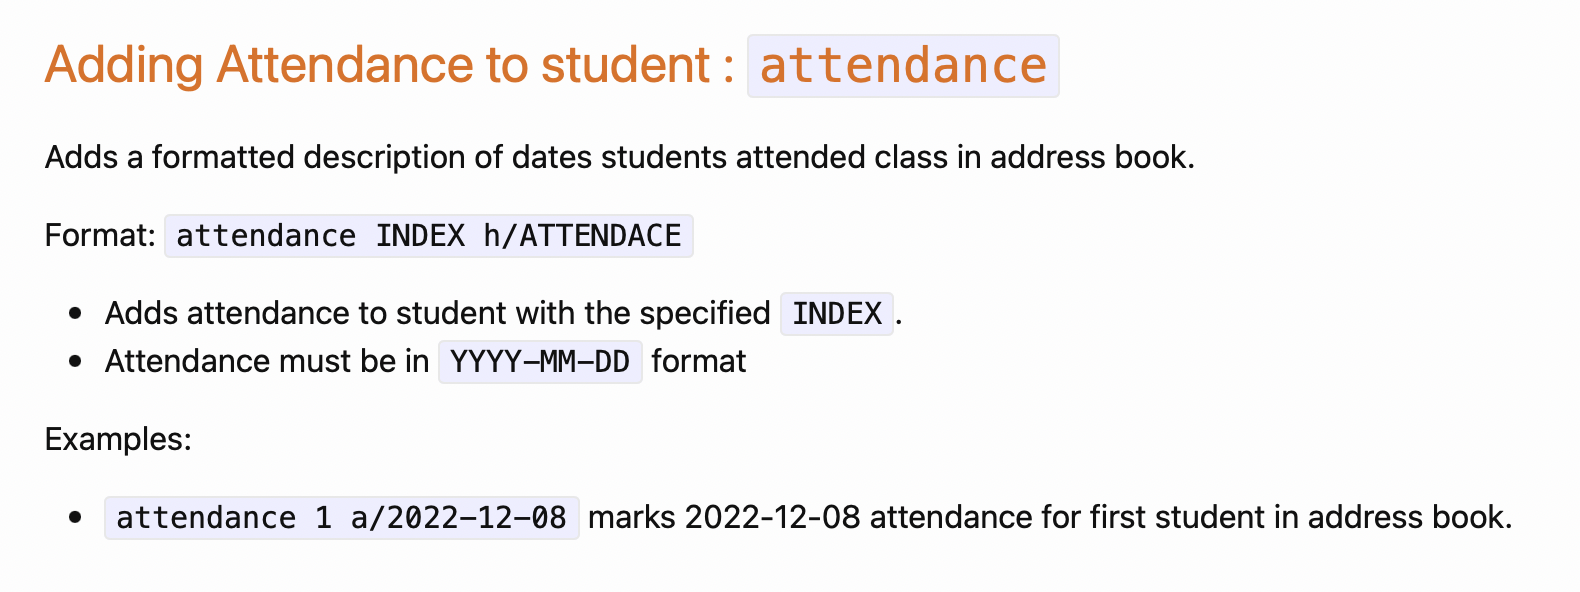 Adding Attendance to student : attendance
Adds a formatted description of dates students attended class in address book.
Format: attendance INDEX h/ATTENDACE
• Adds attendance to student with the specified INDEX.
• Attendance must be in YYYY-MM-DD format
Examples:
• attendance 1 a/2022-12-08 marks 2022-12-08 attendance for first student in address book.